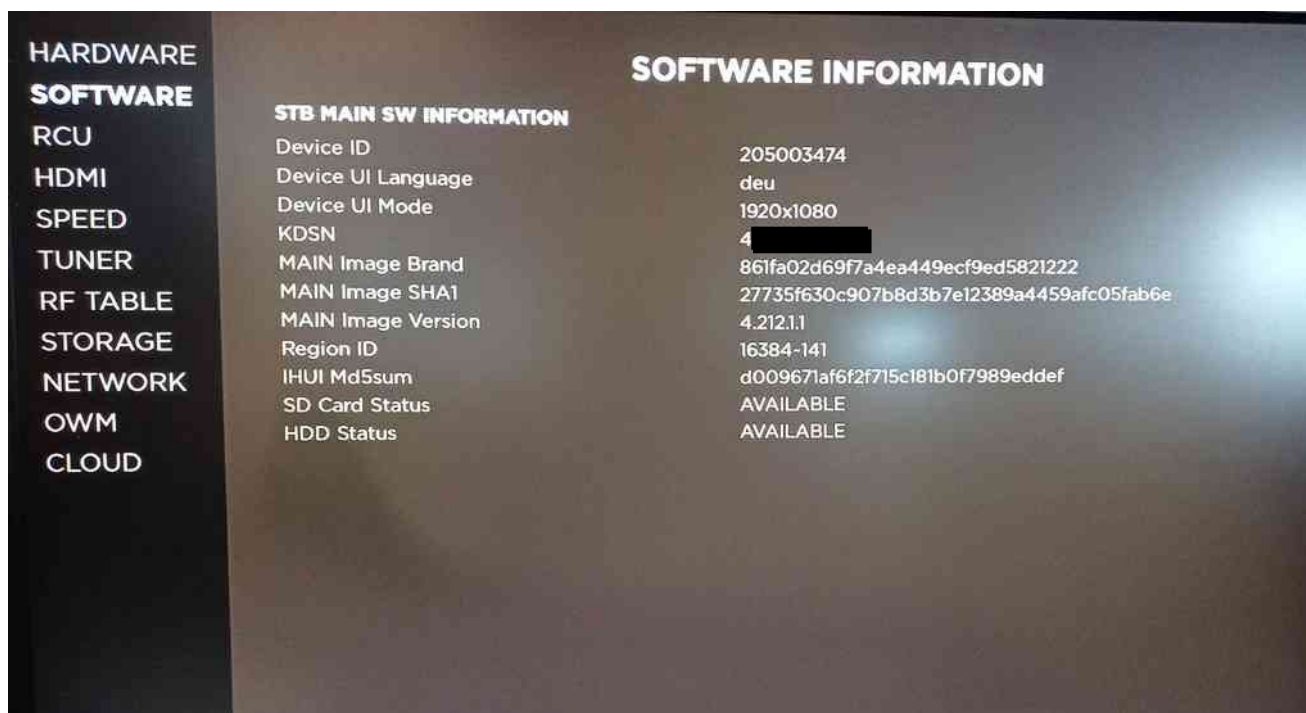 HARDWARE
SOFTWARE
RCU
HDMI
SPEED
TUNER
RF TABLE
STORAGE
NETWORK
OWM
CLOUD
SOFTWARE INFORMATION
STB MAIN SW INFORMATION
Device ID 205003474
Device UI Language deu
Device UI Mode 1920x1080
KDSN 4
MAIN Image Brand 861fa02d69f7a4ea449ecf9ed5821222
MAIN Image SHA1 27735f630c907b8d3b7e12389a4459afc05fab6e
MAIN Image Version 4.212.1.1
Region ID 16384-141
IHUI Md5sum d009671af6f2f715c181b0f7989eddef
SD Card Status AVAILABLE
HDD Status AVAILABLE